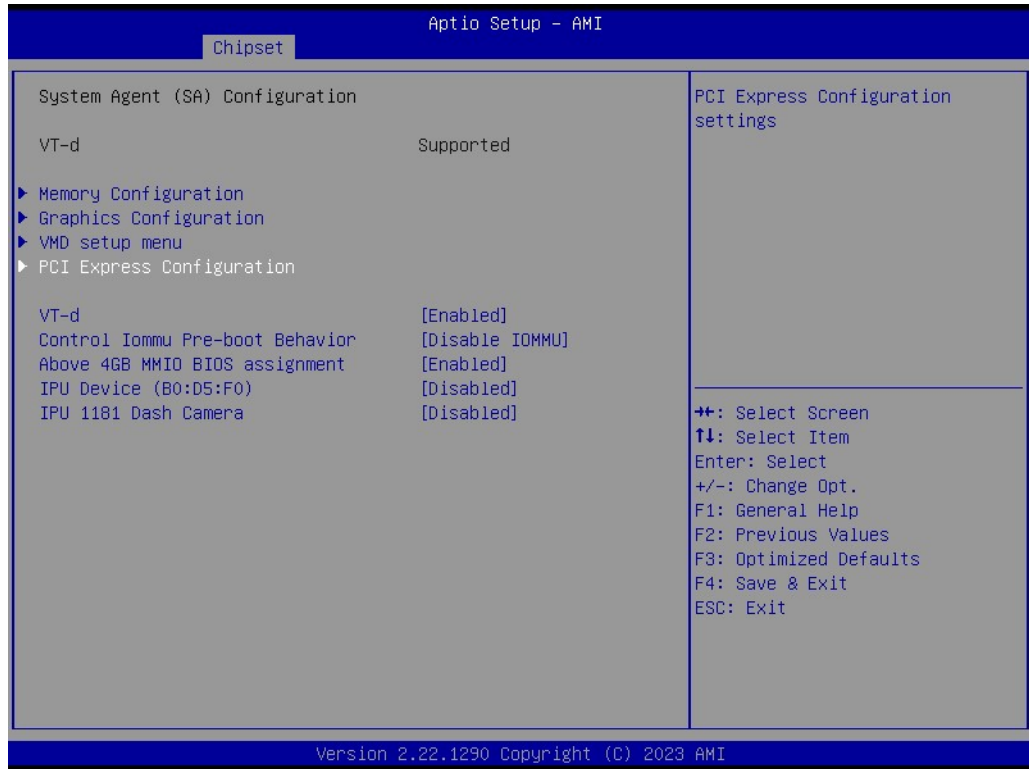 Aptio Setup – AMI
Chipset
System Agent (SA) Configuration
VT-d Supported
▶ Memory Configuration
▶ Graphics Configuration
▶ VMD setup menu
▶ PCI Express Configuration
VT-d [Enabled]
Control Iommu Pre-boot Behavior [Disable IOMMU]
Above 4GB MMIO BIOS assignment [Enabled]
IPU Device (B0:D5:F0) [Disabled]
IPU 1181 Dash Camera [Disabled]
PCI Express Configuration
settings
→←: Select Screen
↑↓: Select Item
Enter: Select
+/-: Change Opt.
F1: General Help
F2: Previous Values
F3: Optimized Defaults
F4: Save & Exit
ESC: Exit
Version 2.22.1290 Copyright (C) 2023 AMI